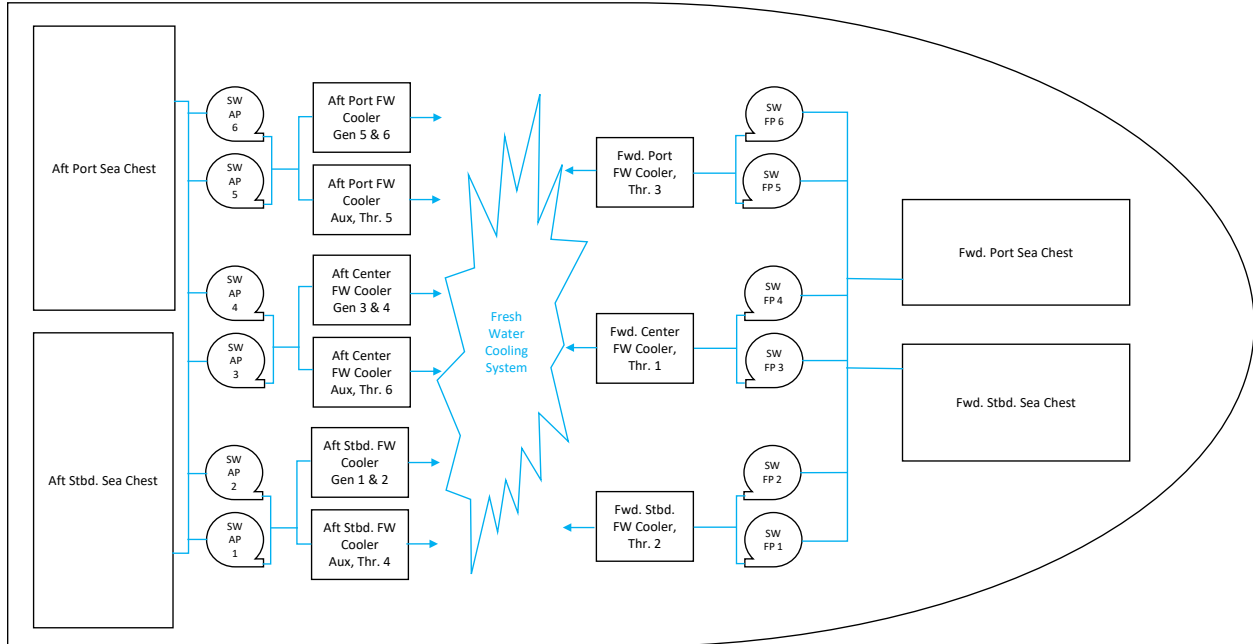 Aft Port Sea Chest
Aft Stbd. Sea Chest
SW
AP
6
SW
AP
5
SW
AP
4
SW
AP
3
SW
AP
2
SW
AP
1
Aft Port FW
Cooler
Gen 5 & 6
Aft Port FW
Cooler
Aux, Thr. 5
Aft Center
FW Cooler
Gen 3 & 4
Aft Center
FW Cooler
Aux, Thr. 6
Aft Stbd. FW
Cooler
Gen 1 & 2
Aft Stbd. FW
Cooler
Aux, Thr. 4
Fresh
Water
Cooling
System
Fwd. Port
FW Cooler,
Thr. 3
Fwd. Center
FW Cooler,
Thr. 1
Fwd. Stbd.
FW Cooler,
Thr. 2
SW
FP 6
SW
FP 5
SW
FP 4
SW
FP 3
SW
FP 2
SW
FP 1
Fwd. Port Sea Chest
Fwd. Stbd. Sea Chest